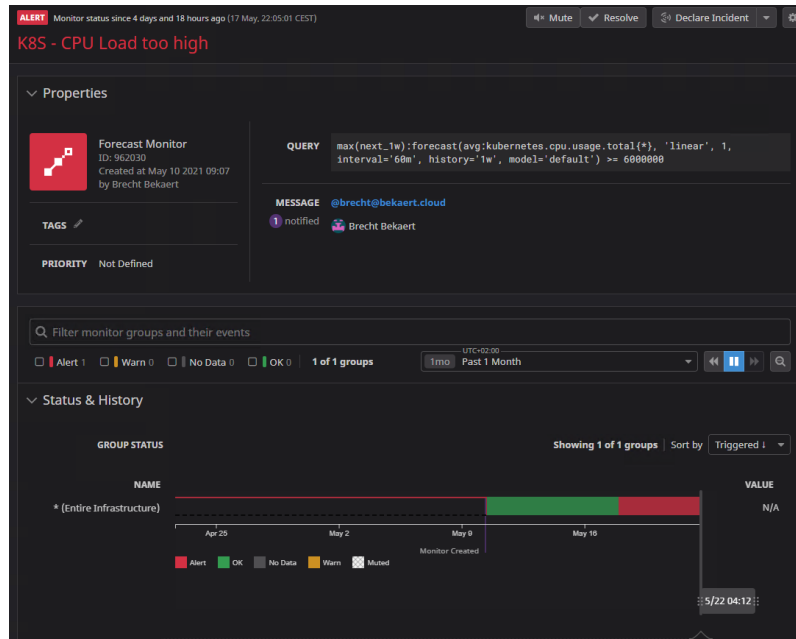 ALERT Monitor status since 4 days and 18 hours ago (17 May, 22:05:01 CEST)
Mute Resolve Declare Incident
K8S - CPU Load too high
Properties
Forecast Monitor
ID: 962030
Created at May 10 2021 09:07
by Brecht Bekaert
TAGS
PRIORITY Not Defined
QUERY max(next_1w):forecast(avg:kubernetes.cpu.usage.total{*}, 'linear', 1,
interval='60m', history='1w', model='default') >= 6000000
MESSAGE @brecht@bekaert.cloud
1 notified Brecht Bekaert
Filter monitor groups and their events
Alert 1 Warn 0 No Data 0 OK 0 1 of 1 groups
UTC+02:00
1mo Past 1 Month
Status & History
GROUP STATUS Showing 1 of 1 groups Sort by Triggered ↓
NAME VALUE
* (Entire Infrastructure) N/A
Apr 25 May 2 May 9 May 16
Monitor Created
Alert OK No Data Warn Muted
5/22 04:12